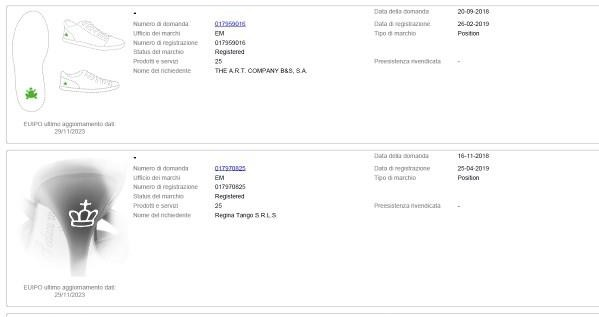 -
Data della domanda 20-09-2018
Numero di domanda 017959016 Data di registrazione 26-02-2019
Ufficio dei marchi EM Tipo di marchio Position
Numero di registrazione 017959016
Status del marchio Registered
Prodotti e servizi 25 Preesistenza rivendicata -
Nome del richiedente THE A.R.T. COMPANY B&S, S.A.
EUIPO ultimo aggiornamento dati:
29/11/2023
-
Data della domanda 16-11-2018
Numero di domanda 017970825 Data di registrazione 25-04-2019
Ufficio dei marchi EM Tipo di marchio Position
Numero di registrazione 017970825
Status del marchio Registered
Prodotti e servizi 25 Preesistenza rivendicata -
Nome del richiedente Regina Tango S.R.L.S.
EUIPO ultimo aggiornamento dati:
29/11/2023